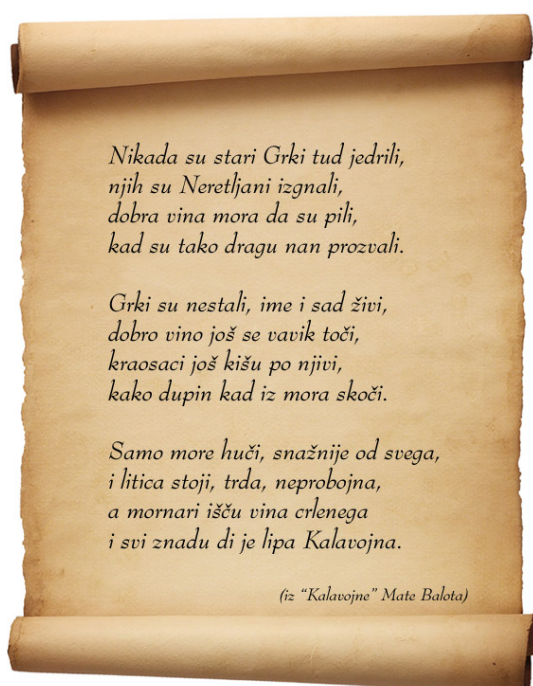 Nikada su stari Grki tud jedrili,
njih su Neretljani izgnali,
dobra vina mora da su pili,
kad su tako dragu nan prozvali.
Grki su nestali, ime i sad živi,
dobro vino još se vavik toči,
kraosaci još kišu po njivi,
kako dupin kad iz mora skoči.
Samo more huči, snažnije od svega,
i litica stoji, trda, neprobojna,
a mornari išču vina crlenega
i svi znadu di je lipa Kalavojna.
(iz “Kalavojne” Mate Balota)